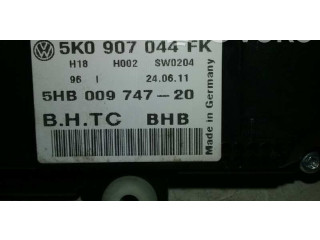 5K0 907 044 FK
H18 H002 SW0204
96 I 24.06.11
5HB 009 747-20
B.H.TC BHB
Made in Germany